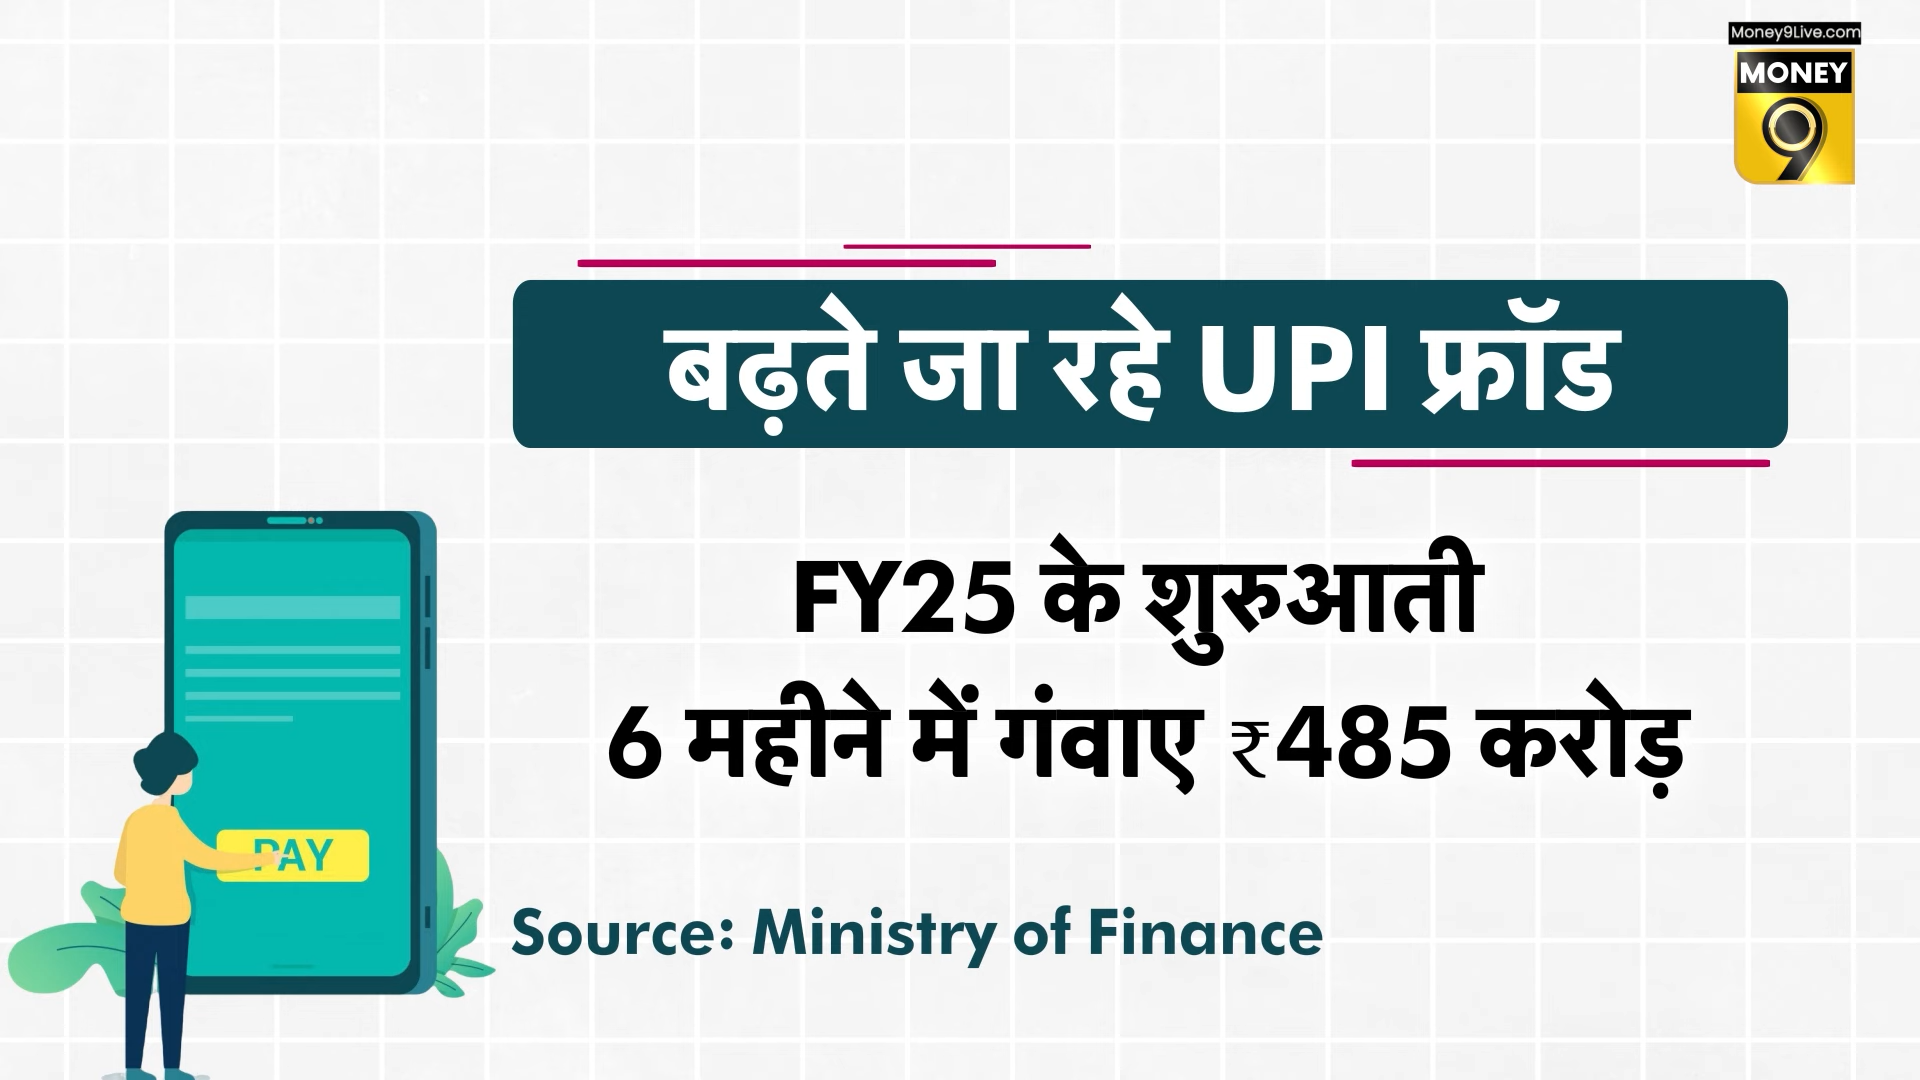 Money9Live.com
MONEY
9
बढ़ते जा रहे UPI फ्रॉड
FY25 के शुरुआती
6 महीने में गंवाए ₹485 करोड़
PAY
Source: Ministry of Finance